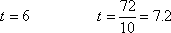 t = 6    t = 72/10 = 7.2